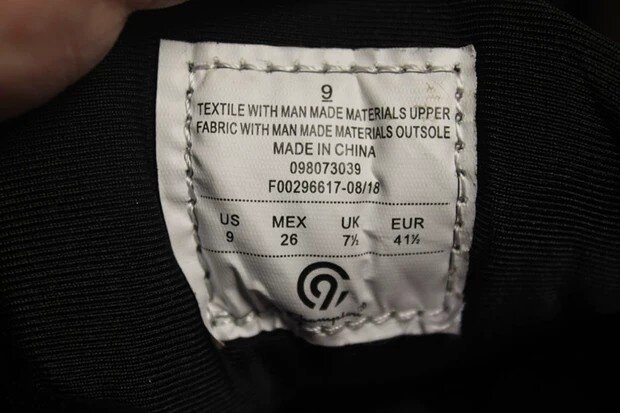 9
TEXTILE WITH MAN MADE MATERIALS UPPER
FABRIC WITH MAN MADE MATERIALS OUTSOLE
MADE IN CHINA
098073039
F00296617-08/18
US MEX UK EUR
9 26 7½ 41½